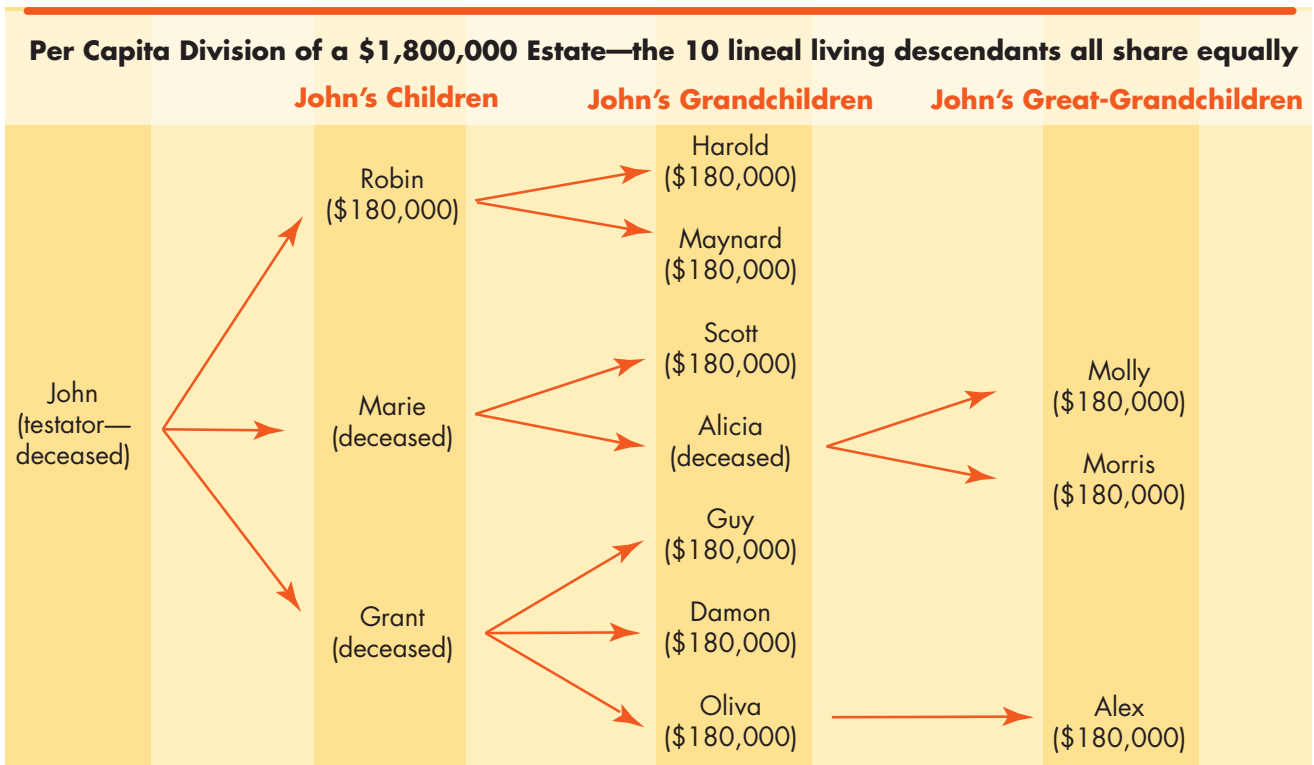 Per Capita Division of a $1,800,000 Estate—the 10 lineal living descendants all share equally
John's Children
John's Grandchildren
John's Great-Grandchildren
John
(testator—
deceased)
Robin
($180,000)
Marie
(deceased)
Grant
(deceased)
Harold
($180,000)
Maynard
($180,000)
Scott
($180,000)
Alicia
(deceased)
Guy
($180,000)
Damon
($180,000)
Oliva
($180,000)
Molly
($180,000)
Morris
($180,000)
Alex
($180,000)